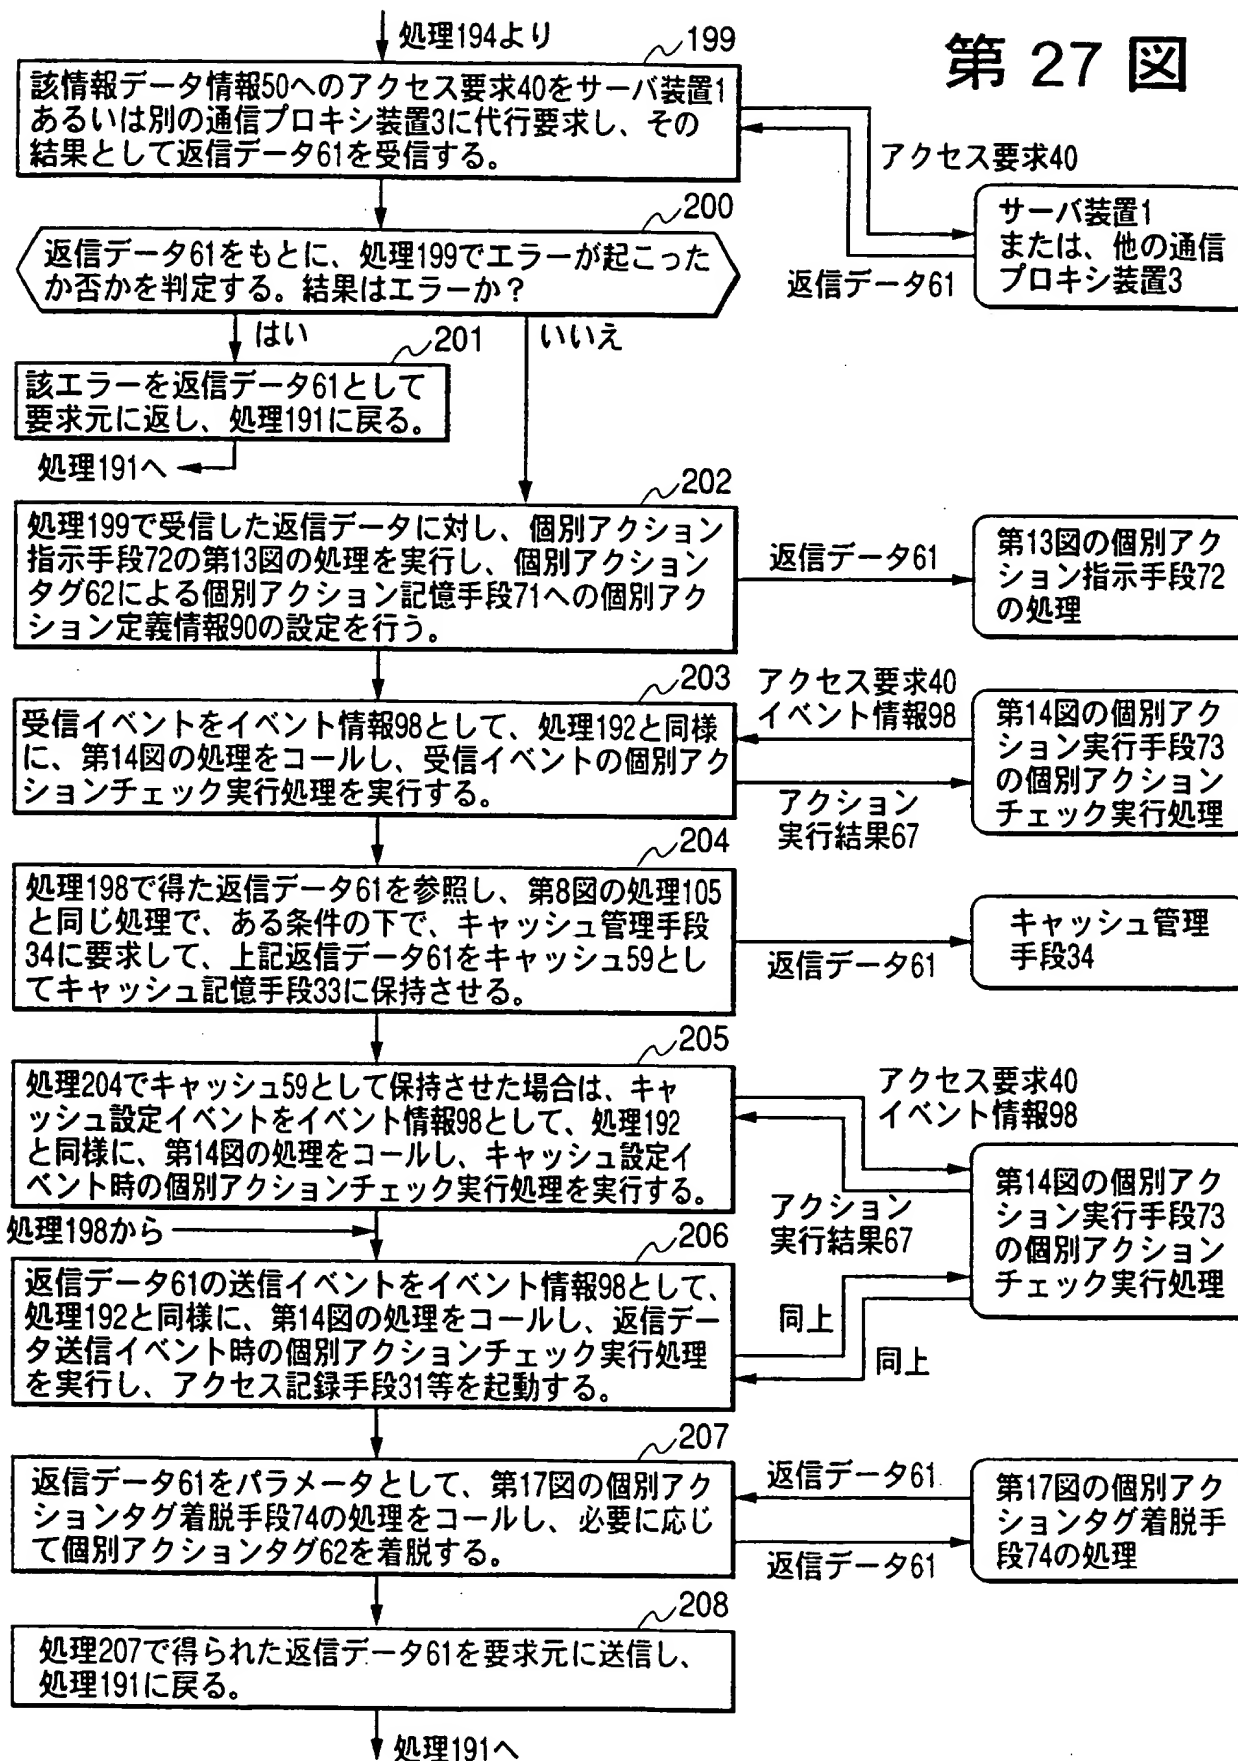 第 27 図
処理194より
199
該情報データ情報50へのアクセス要求40をサーバ装置1
あるいは別の通信プロキシ装置3に代行要求し、その
結果として返信データ61を受信する。
アクセス要求40
サーバ装置1
または、他の通信
プロキシ装置3
返信データ61
200
返信データ61をもとに、処理199でエラーが起こった
か否かを判定する。結果はエラーか?
はい
いいえ
201
該エラーを返信データ61として
要求元に返し、処理191に戻る。
処理191へ
202
処理199で受信した返信データに対し、個別アクション
指示手段72の第13図の処理を実行し、個別アクション
タグ62による個別アクション記憶手段71への個別アク
ション定義情報90の設定を行う。
返信データ61
第13図の個別アク
ション指示手段72
の処理
203
受信イベントをイベント情報98として、処理192と同様
に、第14図の処理をコールし、受信イベントの個別アク
ションチェック実行処理を実行する。
アクセス要求40
イベント情報98
アクション
実行結果67
第14図の個別アク
ション実行手段73
の個別アクション
チェック実行処理
204
処理198で得た返信データ61を参照し、第8図の処理105
と同じ処理で、ある条件の下で、キャッシュ管理手段
34に要求して、上記返信データ61をキャッシュ59とし
てキャッシュ記憶手段33に保持させる。
返信データ61
キャッシュ管理
手段34
205
処理204でキャッシュ59として保持させた場合は、キャ
ッシュ設定イベントをイベント情報98として、処理192
と同様に、第14図の処理をコールし、キャッシュ設定イ
ベント時の個別アクションチェック実行処理を実行する。
アクセス要求40
イベント情報98
アクション
実行結果67
第14図の個別アク
ション実行手段73
の個別アクション
チェック実行処理
処理198から
206
返信データ61の送信イベントをイベント情報98として、
処理192と同様に、第14図の処理をコールし、返信デー
タ送信イベント時の個別アクションチェック実行処理
を実行し、アクセス記録手段31等を起動する。
同上
同上
207
返信データ61をパラメータとして、第17図の個別アク
ションタグ着脱手段74の処理をコールし、必要に応じ
て個別アクションタグ62を着脱する。
返信データ61
返信データ61
第17図の個別アク
ションタグ着脱手
段74の処理
208
処理207で得られた返信データ61を要求元に送信し、
処理191に戻る。
処理191へ